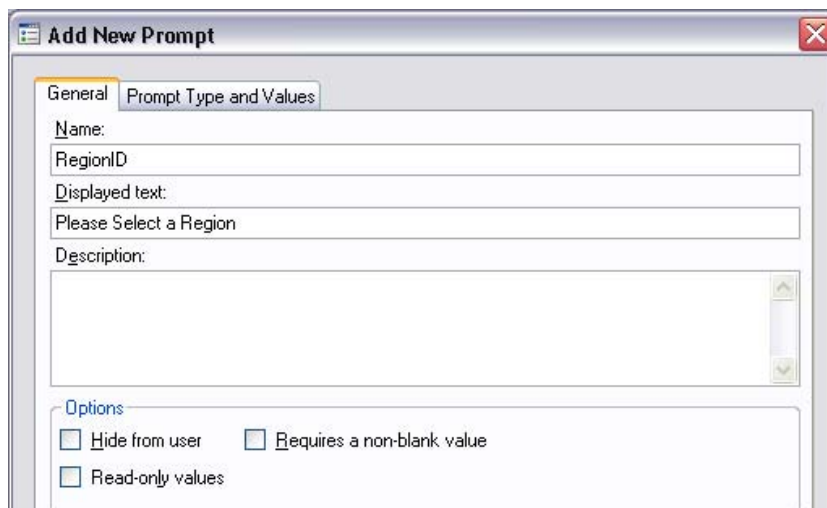 Add New Prompt
General Prompt Type and Values
Name:
RegionID
Displayed text:
Please Select a Region
Description:
Options
Hide from user Requires a non-blank value
Read-only values